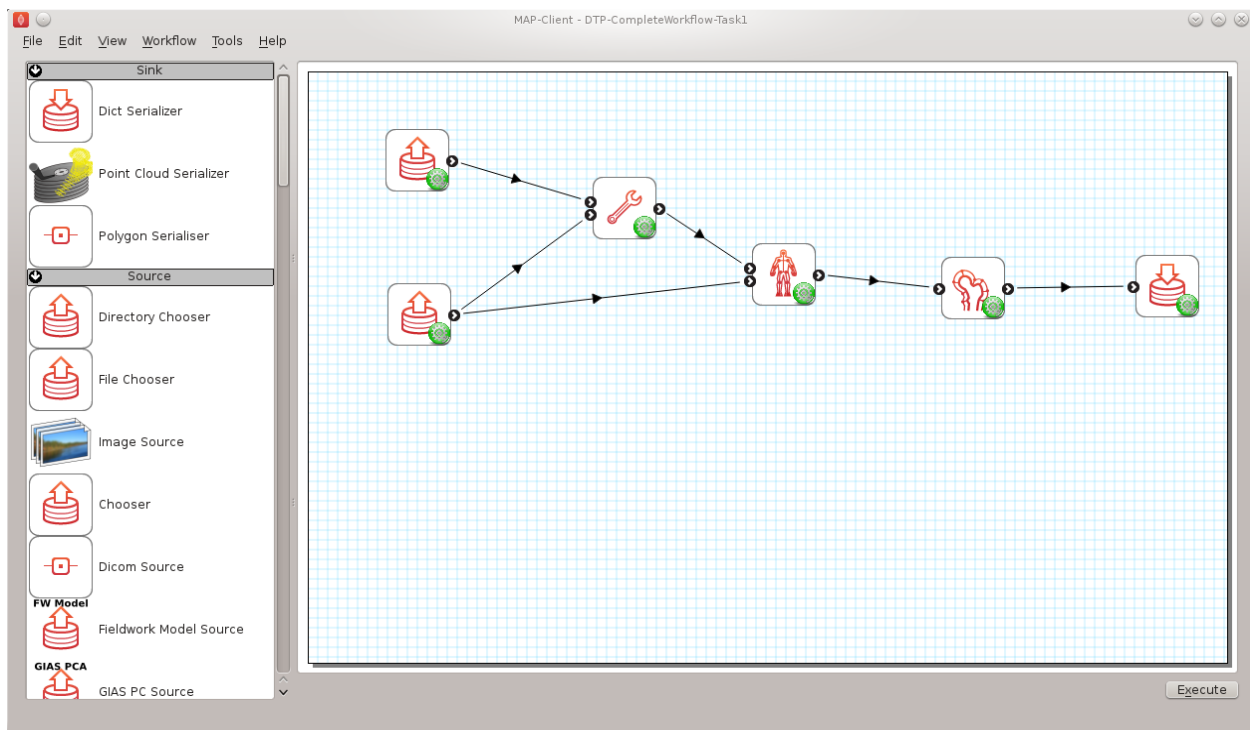 MAP-Client - DTP-CompleteWorkflow-Task1
File Edit View Workflow Tools Help
Sink
Dict Serializer
Point Cloud Serializer
Polygon Serialiser
Source
Directory Chooser
File Chooser
Image Source
Chooser
Dicom Source
FW Model
Fieldwork Model Source
GIAS PCA
GIAS PC Source
Execute